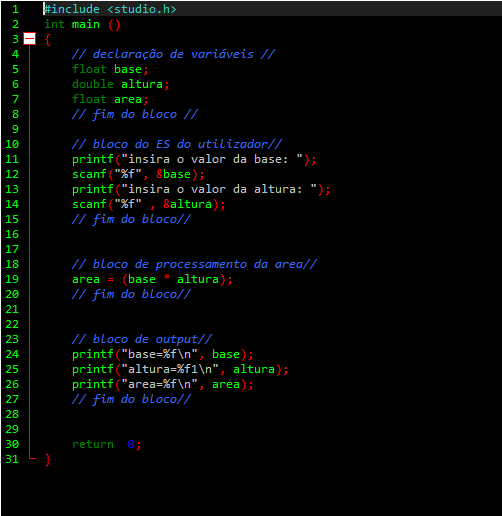 1 #include <studio.h>
2 int main ()
3 {
4 // declaração de variáveis //
5 float base;
6 double altura;
7 float area;
8 // fim do bloco //
9
10 // bloco do ES do utilizador//
11 printf("insira o valor da base: ");
12 scanf("%f", &base);
13 printf("insira o valor da altura: ");
14 scanf("%f" , &altura);
15 // fim do bloco//
16
17
18 // bloco de processamento da area//
19 area = (base * altura);
20 // fim do bloco//
21
22
23 // bloco de output//
24 printf("base=%f\n", base);
25 printf("altura=%f1\n", altura);
26 printf("area=%f\n", area);
27 // fim do bloco//
28
29
30 return  0;
31 }